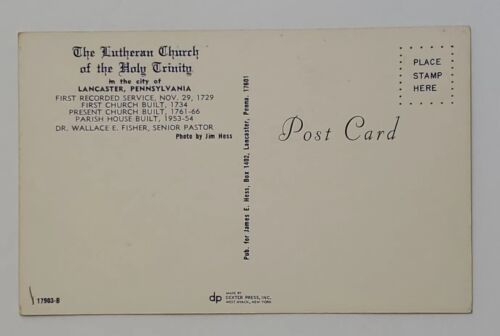 The Lutheran Church
of the Holy Trinity
in the city of
LANCASTER, PENNSYLVANIA
FIRST RECORDED SERVICE, NOV. 29, 1729
FIRST CHURCH BUILT, 1734
PRESENT CHURCH BUILT, 1761-66
PARISH HOUSE BUILT, 1953-54
DR. WALLACE E. FISHER, SENIOR PASTOR
Photo by Jim Hess
17903-B
Pub. for James E. Hess, Box 1402, Lancaster, Penna. 17601
dp
MADE BY
DEXTER PRESS, INC.
WEST NYACK, NEW YORK
Post Card
PLACE
STAMP
HERE